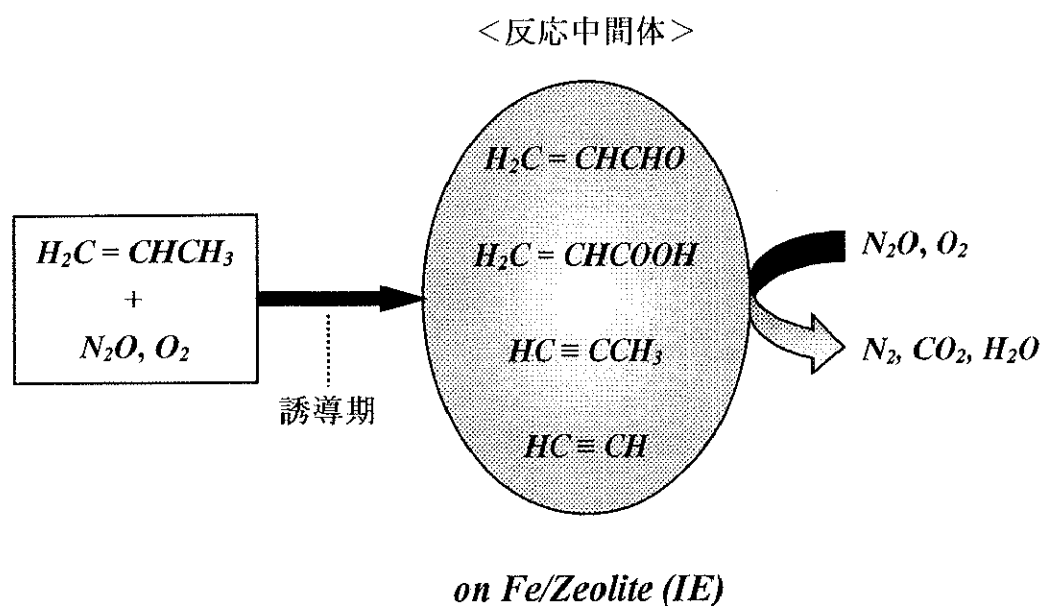 ＜反応中間体＞
H₂C = CHCHO
H₂C = CHCOOH
HC ≡ CCH₃
HC ≡ CH
H₂C = CHCH₃
+
N₂O, O₂
誘導期
N₂O, O₂
N₂, CO₂, H₂O
on Fe/Zeolite (IE)